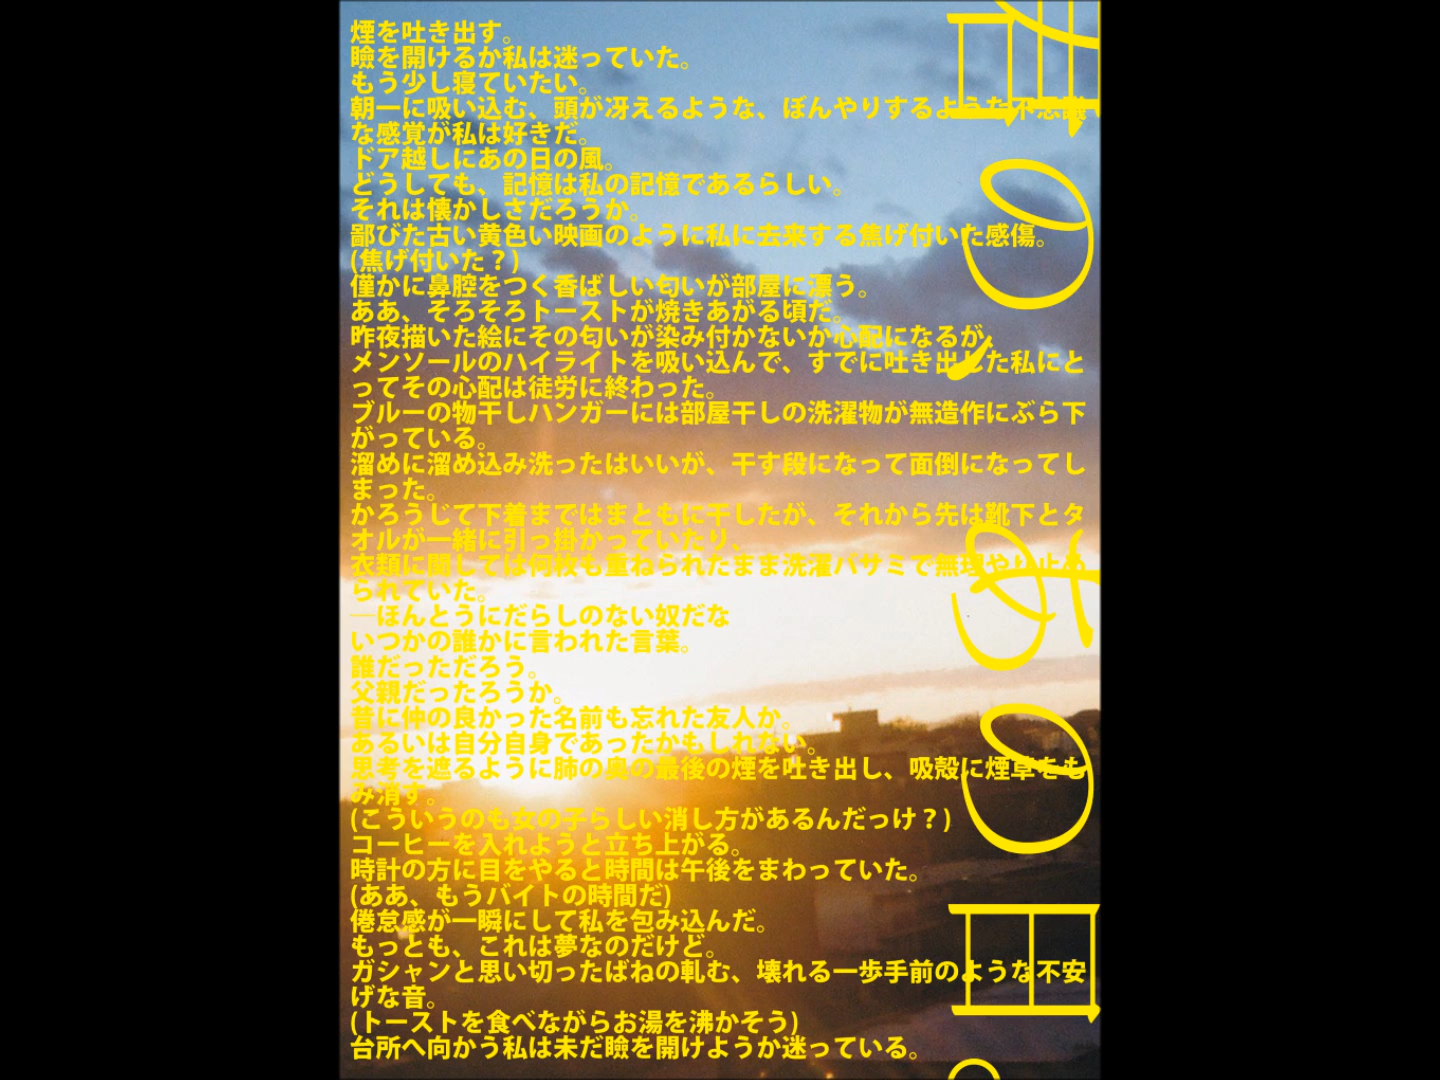 煙を吐き出す。
瞼を開けるか私は迷っていた。
もう少し寝ていたい。
朝一に吸い込む、頭が冴えるような、ぼんやりするような不思議
な感覚が私は好きだ。
ドア越しにあの日の風。
どうしても、記憶は私の記憶であるらしい。
それは懐かしさだろうか。
鄙びた古い黄色い映画のように私に去来する焦げ付いた感傷。
(焦げ付いた？)
僅かに鼻腔をつく香ばしい匂いが部屋に漂う。
ああ、そろそろトーストが焼きあがる頃だ。
昨夜描いた絵にその匂いが染み付かないか心配になるが、
メンソールのハイライトを吸い込んで、すでに吐き出した私にと
ってその心配は徒労に終わった。
ブルーの物干しハンガーには部屋干しの洗濯物が無造作にぶら下
がっている。
溜めに溜め込み洗ったはいいが、干す段になって面倒になってし
まった。
かろうじて下着まではまともに干したが、それから先は靴下とタ
オルが一緒に引っ掛かっていたり、
衣類に関しては何枚も重ねられたまま洗濯バサミで無理やり止め
られていた。
─ほんとうにだらしのない奴だな
いつかの誰かに言われた言葉。
誰だっただろう。
父親だったろうか。
昔に仲の良かった名前も忘れた友人か。
あるいは自分自身であったかもしれない。
思考を遮るように肺の奥の最後の煙を吐き出し、吸殻に煙草をも
み消す。
(こういうのも女の子らしい消し方があるんだっけ？)
コーヒーを入れようと立ち上がる。
時計の方に目をやると時間は午後をまわっていた。
(ああ、もうバイトの時間だ)
倦怠感が一瞬にして私を包み込んだ。
もっとも、これは夢なのだけど。
ガシャンと思い切ったばねの軋む、壊れる一歩手前のような不安
げな音。
(トーストを食べながらお湯を沸かそう)
台所へ向かう私は未だ瞼を開けようか迷っている。
の、あの日